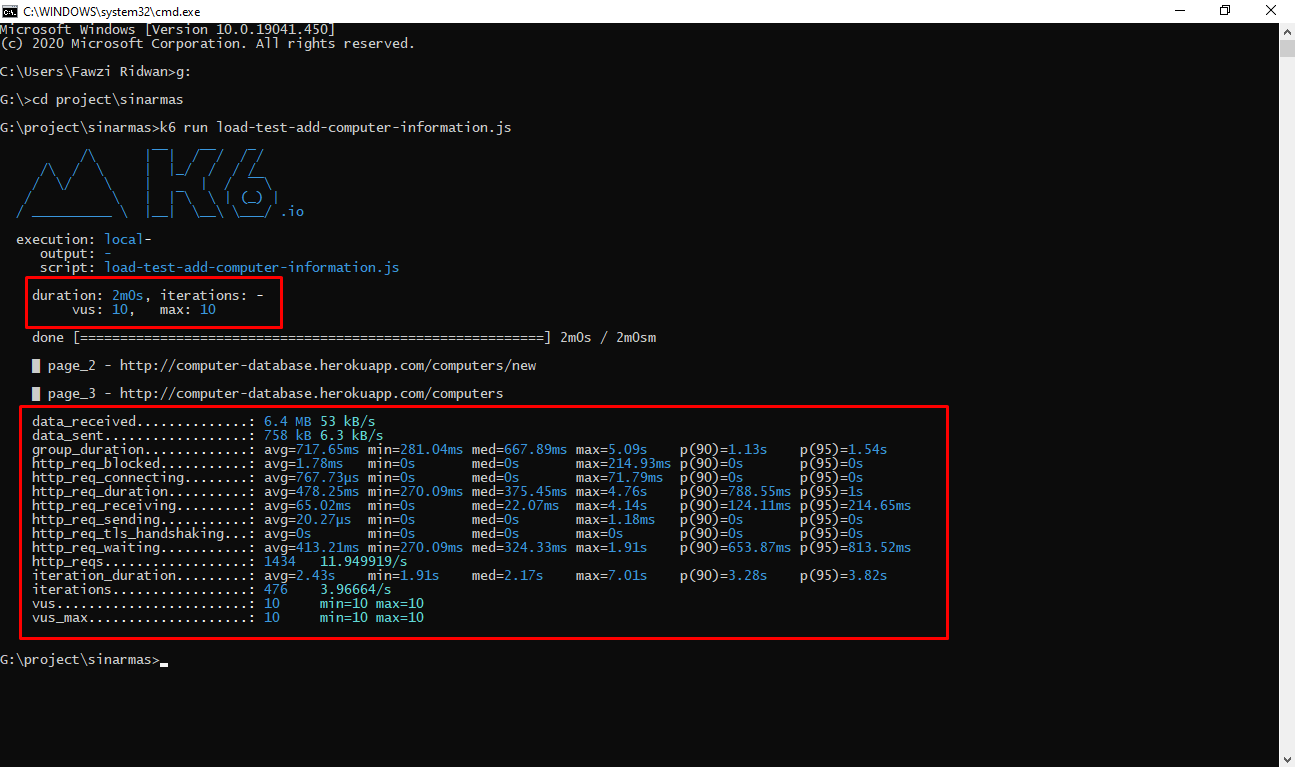 C:\WINDOWS\system32\cmd.exe
Microsoft Windows [Version 10.0.19041.450]
(c) 2020 Microsoft Corporation. All rights reserved.
C:\Users\Fawzi Ridwan>g:
G:\>cd project\sinarmas
G:\project\sinarmas>k6 run load-test-add-computer-information.js
K6 .io
execution: local-
output: -
script: load-test-add-computer-information.js
duration: 2m0s, iterations: -
vus: 10, max: 10
done [==========================================================] 2m0s / 2m0sm
█ page_2 - http://computer-database.herokuapp.com/computers/new
█ page_3 - http://computer-database.herokuapp.com/computers
data_received..............: 6.4 MB 53 kB/s
data_sent..................: 758 kB 6.3 kB/s
group_duration.............: avg=717.65ms min=281.04ms med=667.89ms max=5.09s p(90)=1.13s p(95)=1.54s
http_req_blocked...........: avg=1.78ms min=0s med=0s max=214.93ms p(90)=0s p(95)=0s
http_req_connecting........: avg=767.73µs min=0s med=0s max=71.79ms p(90)=0s p(95)=0s
http_req_duration..........: avg=478.25ms min=270.09ms med=375.45ms max=4.76s p(90)=788.55ms p(95)=1s
http_req_receiving.........: avg=65.02ms min=0s med=22.07ms max=4.14s p(90)=124.11ms p(95)=214.65ms
http_req_sending...........: avg=20.27µs min=0s med=0s max=1.18ms p(90)=0s p(95)=0s
http_req_tls_handshaking...: avg=0s min=0s med=0s max=0s p(90)=0s p(95)=0s
http_req_waiting...........: avg=413.21ms min=270.09ms med=324.33ms max=1.91s p(90)=653.87ms p(95)=813.52ms
http_reqs..................: 1434 11.949919/s
iteration_duration.........: avg=2.43s min=1.91s med=2.17s max=7.01s p(90)=3.28s p(95)=3.82s
iterations.................: 476 3.96664/s
vus........................: 10 min=10 max=10
vus_max....................: 10 min=10 max=10
G:\project\sinarmas>